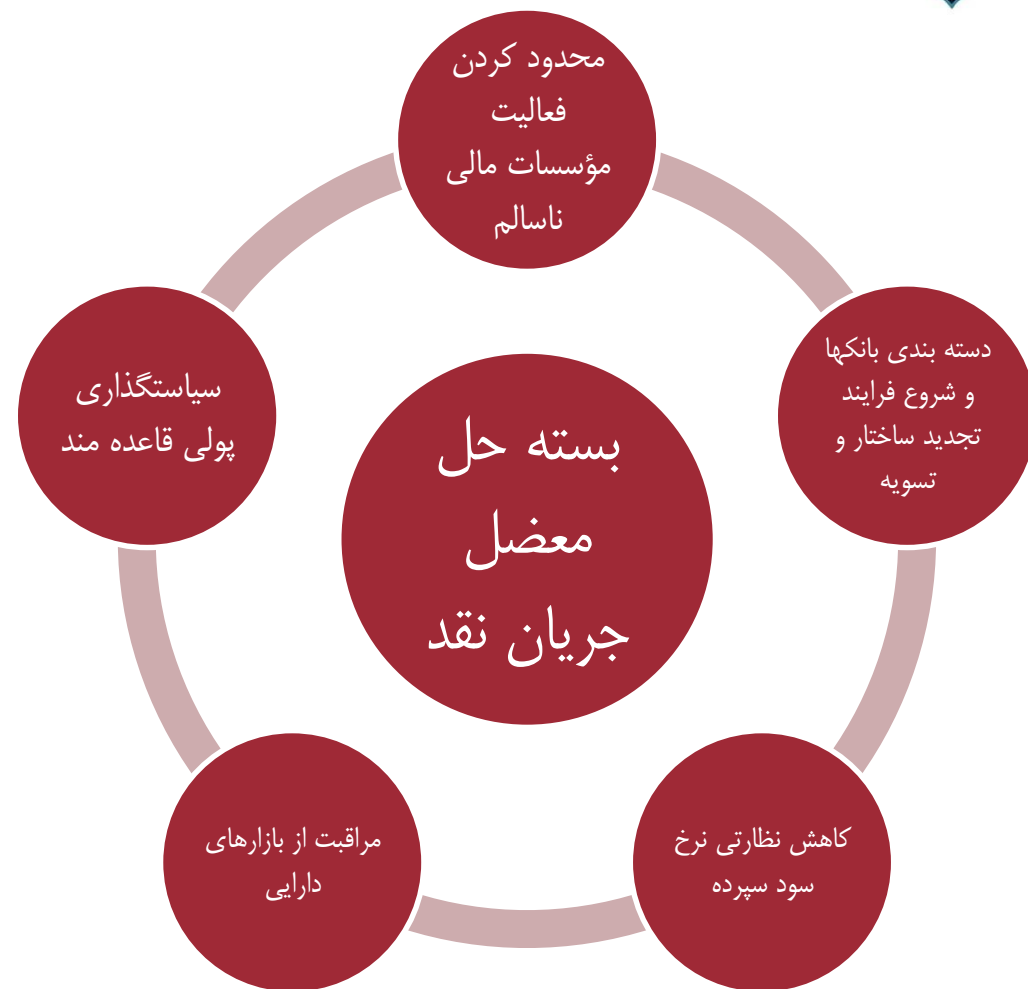 محدود کردن
فعالیت
مؤسسات مالی
ناسالم
دسته بندی بانکها
و شروع فرایند
تجدید ساختار و
تسویه
سیاستگذاری
پولی قاعده مند
بسته حل
معضل
جریان نقد
کاهش نظارتی نرخ
سود سپرده
مراقبت از بازارهای
دارایی